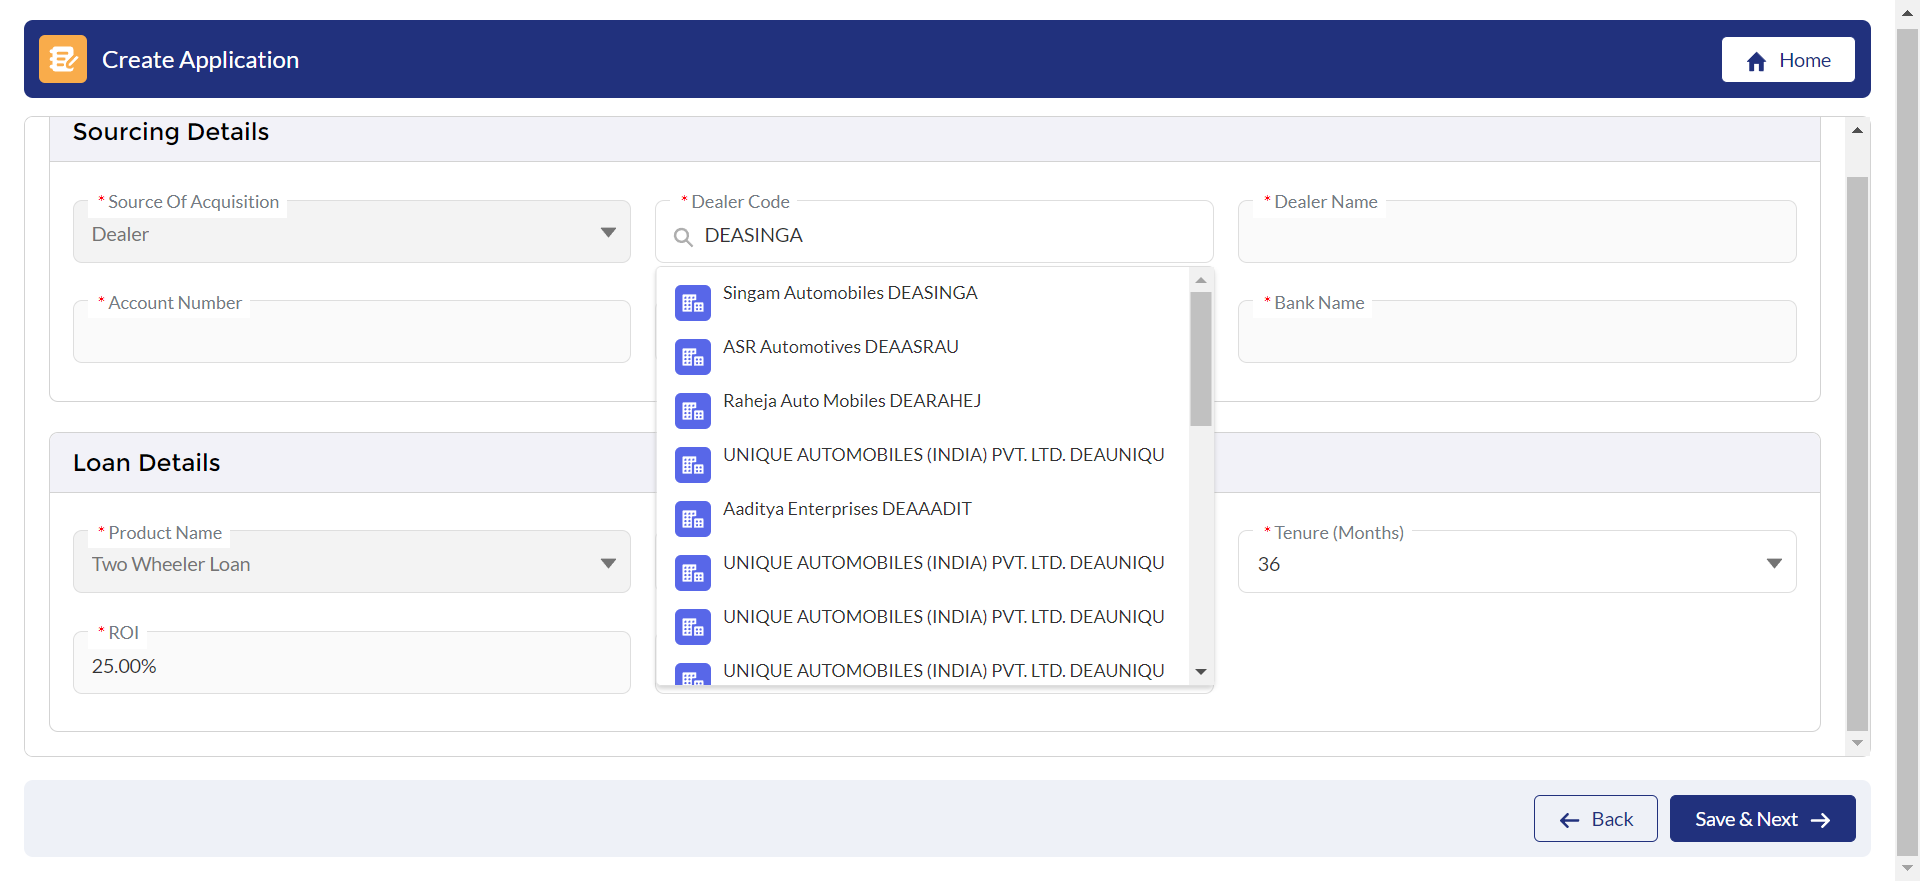 Create Application
Home
Sourcing Details
* Source Of Acquisition
Dealer
* Dealer Code
DEASINGA
* Dealer Name
* Account Number
* Bank Name
Singam Automobiles DEASINGA
ASR Automotives DEAASRAU
Raheja Auto Mobiles DEARAHEJ
UNIQUE AUTOMOBILES (INDIA) PVT. LTD. DEAUNIQU
Aaditya Enterprises DEAAADIT
UNIQUE AUTOMOBILES (INDIA) PVT. LTD. DEAUNIQU
UNIQUE AUTOMOBILES (INDIA) PVT. LTD. DEAUNIQU
UNIQUE AUTOMOBILES (INDIA) PVT. LTD. DEAUNIQU
Loan Details
* Product Name
Two Wheeler Loan
* Tenure (Months)
36
* ROI
25.00%
Back
Save & Next